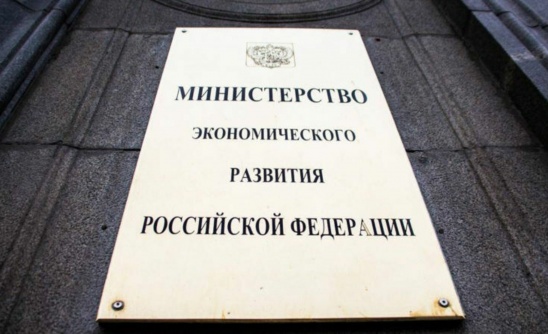 МИНИСТЕРСТВО
ЭКОНОМИЧЕСКОГО
РАЗВИТИЯ
РОССИЙСКОЙ ФЕДЕРАЦИИ